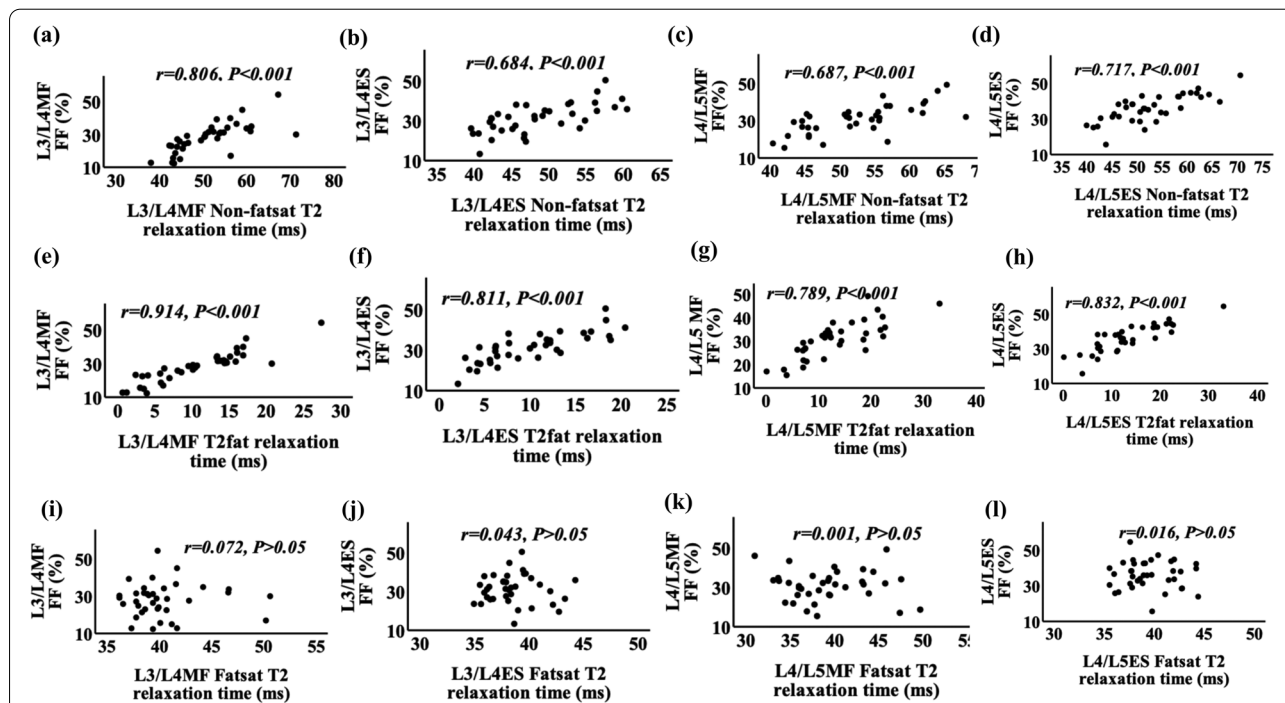 (a)
r=0.806, P<0.001
L3/L4MF
FF (%)
50
30
10
30 40 50 60 70 80
L3/L4MF Non-fatsat T2
relaxation time (ms)
(b)
r=0.684, P<0.001
L3/L4ES
FF (%)
50
30
10
35 40 45 50 55 60 65
L3/L4ES Non-fatsat T2
relaxation time (ms)
(c)
r=0.687, P<0.001
L4/L5MF
FF(%)
50
30
10
40 45 50 55 60 65 7
L4/L5MF Non-fatsat T2
relaxation time (ms)
(d)
r=0.717, P<0.001
L4/L5ES
FF (%)
50
30
10
35 40 45 50 55 60 65 70 75
L4/L5ES Non-fatsat T2
relaxation time (ms)
(e)
r=0.914, P<0.001
L3/L4MF
FF (%)
50
30
10
0 5 10 15 20 25 30
L3/L4MF T2fat relaxation
time (ms)
(f)
r=0.811, P<0.001
L3/L4ES
FF (%)
50
30
10
0 5 10 15 20 25
L3/L4ES T2fat relaxation
time (ms)
(g)
r=0.789, P<0.001
L4/L5 MF
FF (%)
50
40
30
20
10
0 10 20 30 40
L4/L5MF T2fat relaxation
time (ms)
(h)
r=0.832, P<0.001
L4/L5ES
FF (%)
50
30
10
0 10 20 30 40
L4/L5ES T2fat relaxation
time (ms)
(i)
r=0.072, P>0.05
L3/L4MF
FF (%)
50
30
10
35 40 45 50 55
L3/L4MF Fatsat T2
relaxation time (ms)
(j)
r=0.043, P>0.05
L3/L4ES
FF (%)
50
30
10
30 35 40 45 50
L3/L4ES Fatsat T2
relaxation time (ms)
(k)
r=0.001, P>0.05
L4/L5MF
FF (%)
50
30
10
30 35 40 45 50 5
L4/L5MF Fatsat T2
relaxation time (ms)
(l)
r=0.016, P>0.05
L4/L5ES
FF (%)
50
30
10
30 35 40 45 50
L4/L5ES Fatsat T2
relaxation time (ms)